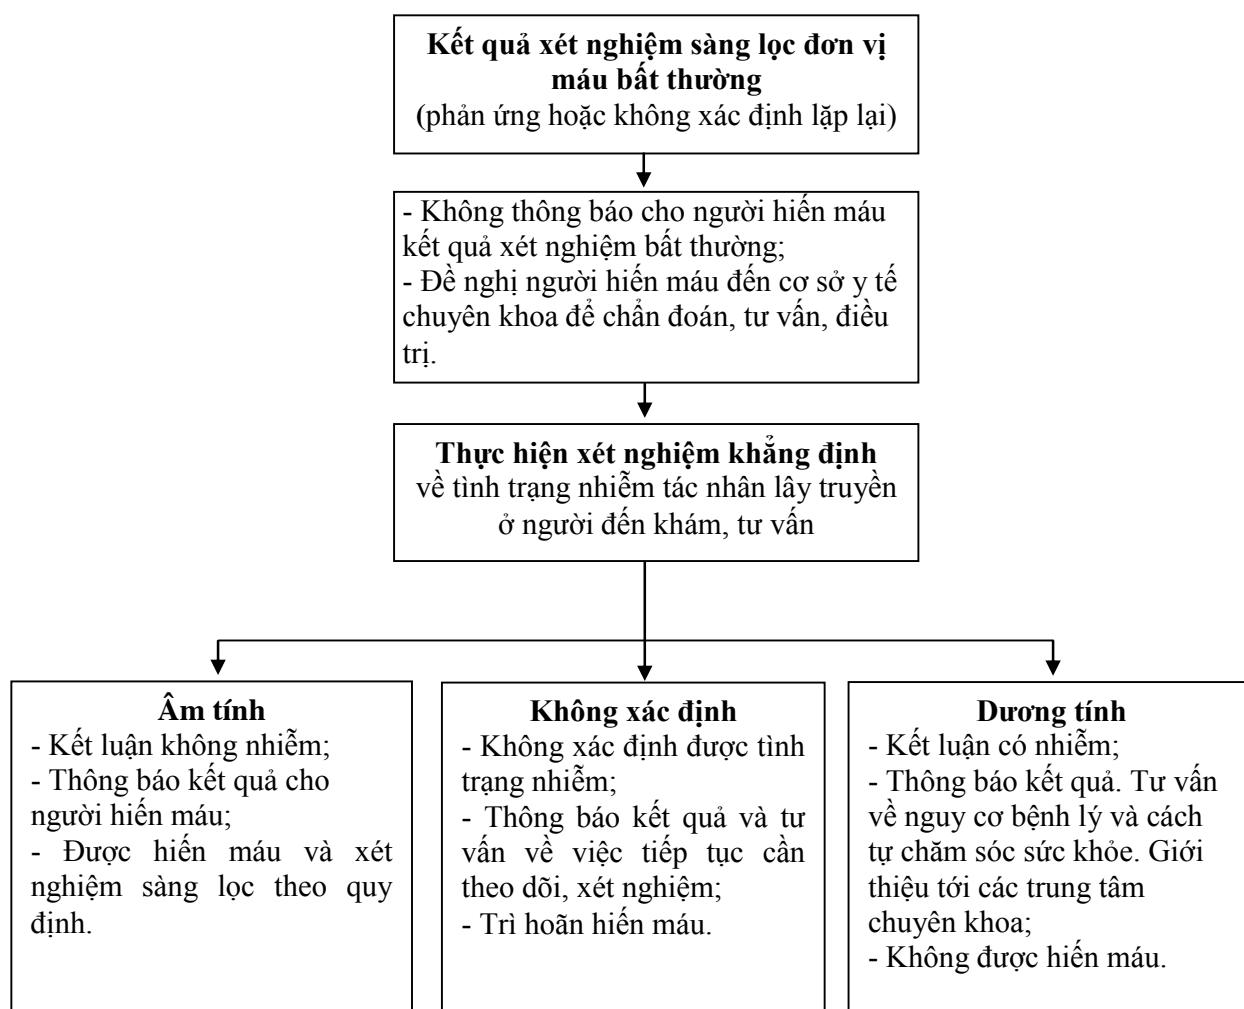 Kết quả xét nghiệm sàng lọc đơn vị
máu bất thường
(phản ứng hoặc không xác định lặp lại)
- Không thông báo cho người hiến máu
kết quả xét nghiệm bất thường;
- Đề nghị người hiến máu đến cơ sở y tế
chuyên khoa để chẩn đoán, tư vấn, điều
trị.
Thực hiện xét nghiệm khẳng định
về tình trạng nhiễm tác nhân lây truyền
ở người đến khám, tư vấn
Âm tính
- Kết luận không nhiễm;
- Thông báo kết quả cho
người hiến máu;
- Được hiến máu và xét
nghiệm sàng lọc theo quy
định.
Không xác định
- Không xác định được tình
trạng nhiễm;
- Thông báo kết quả và tư
vấn về việc tiếp tục cần
theo dõi, xét nghiệm;
- Trì hoãn hiến máu.
Dương tính
- Kết luận có nhiễm;
- Thông báo kết quả. Tư vấn
về nguy cơ bệnh lý và cách
tự chăm sóc sức khỏe. Giới
thiệu tới các trung tâm
chuyên khoa;
- Không được hiến máu.